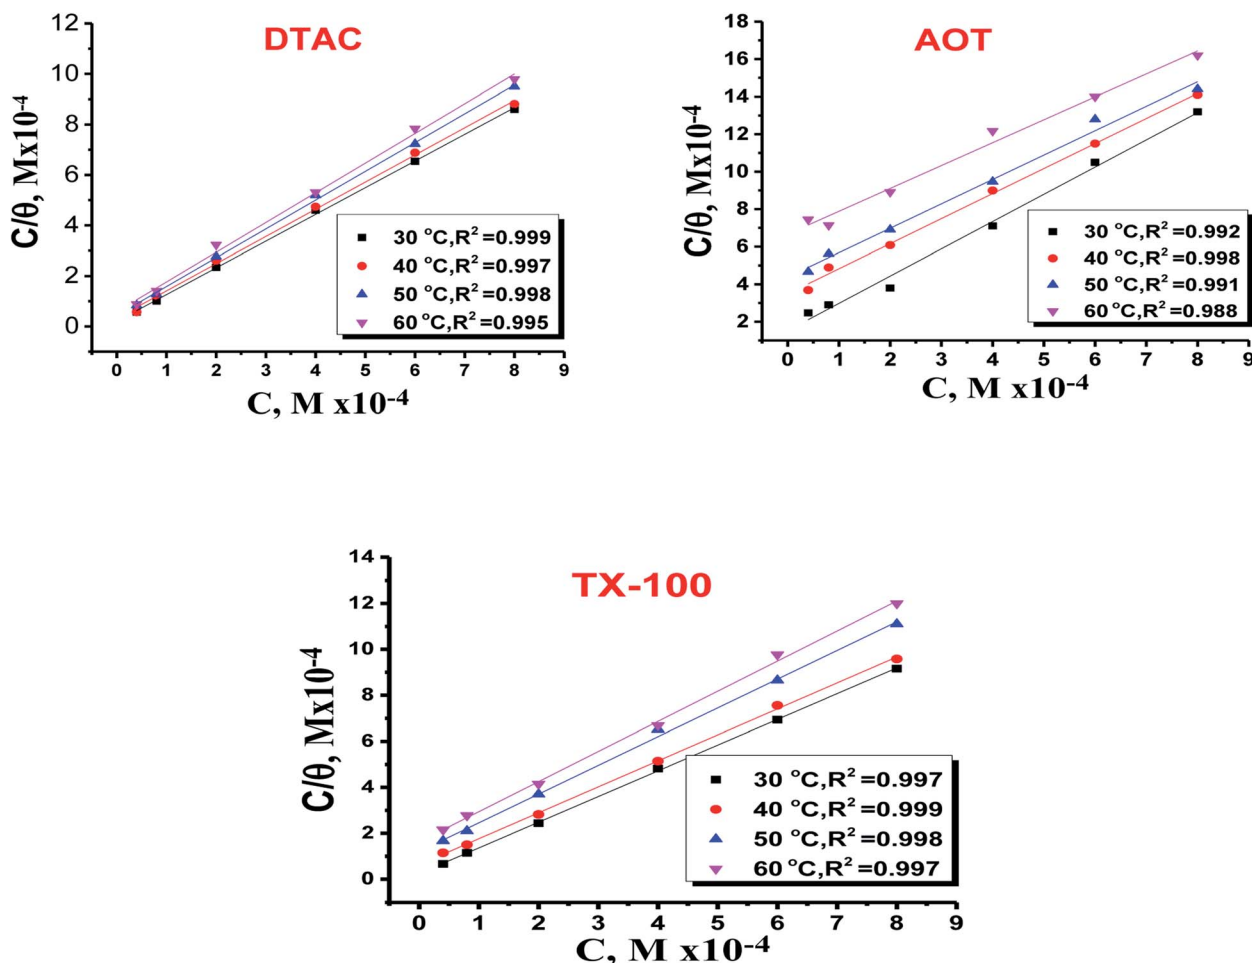 DTAC
C/θ, Mx10⁻⁴
12
10
8
6
4
2
0
30 °C,R²=0.999
40 °C,R²=0.997
50 °C,R²=0.998
60 °C,R²=0.995
0 1 2 3 4 5 6 7 8 9
C, M x10⁻⁴
AOT
C/θ, Mx10⁻⁴
18
16
14
12
10
8
6
4
2
30 °C,R²=0.992
40 °C,R²=0.998
50 °C,R²=0.991
60 °C,R²=0.988
0 1 2 3 4 5 6 7 8 9
C, M x10⁻⁴
TX-100
C/θ, Mx10⁻⁴
14
12
10
8
6
4
2
0
30 °C,R²=0.997
40 °C,R²=0.999
50 °C,R²=0.998
60 °C,R²=0.997
0 1 2 3 4 5 6 7 8 9
C, M x10⁻⁴